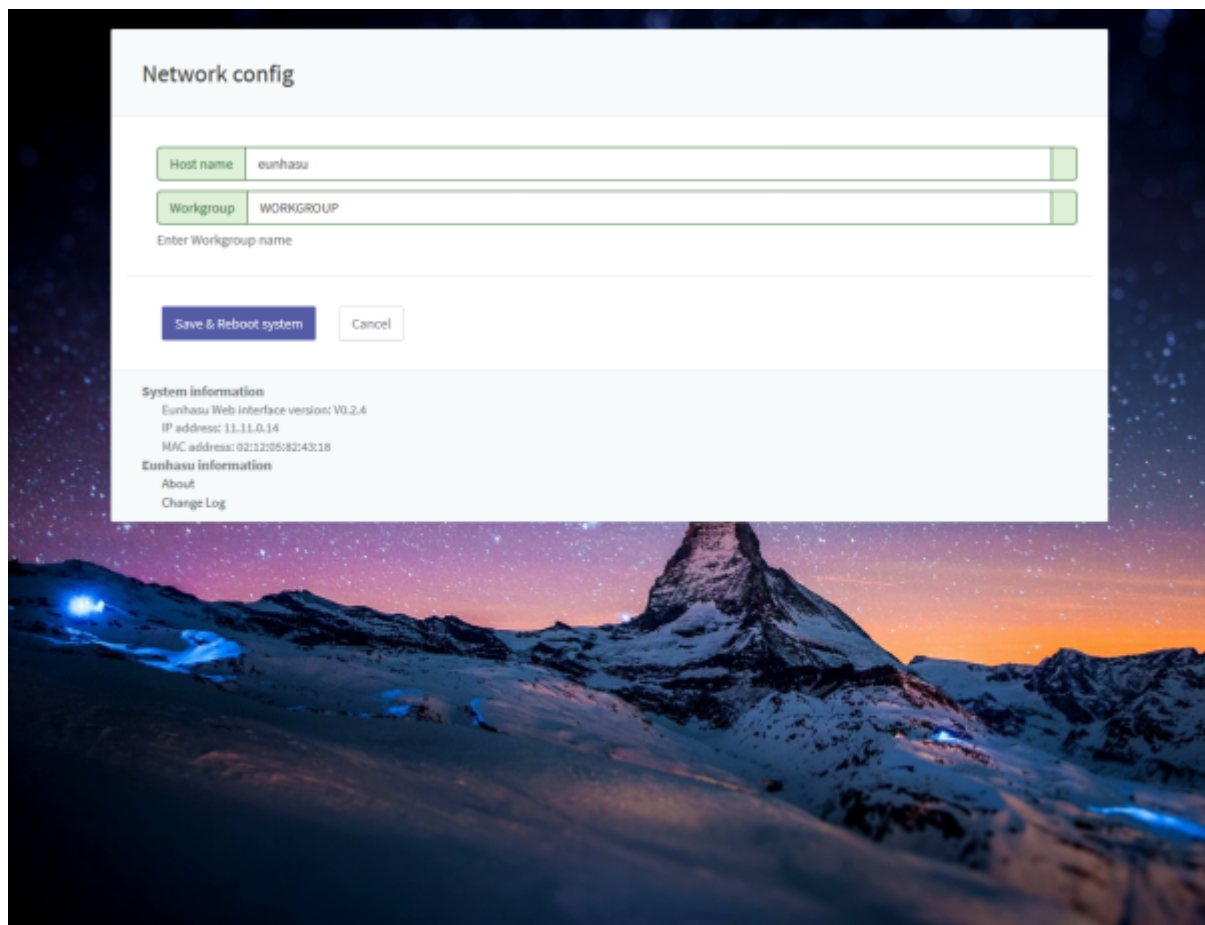 Network config
Host name eunhasu
Workgroup WORKGROUP
Enter Workgroup name
Save & Reboot system Cancel
System information
Eunhasu Web interface version: V0.2.4
IP address: 11.11.0.14
MAC address: 02:12:05:82:43:18
Eunhasu information
About
Change Log